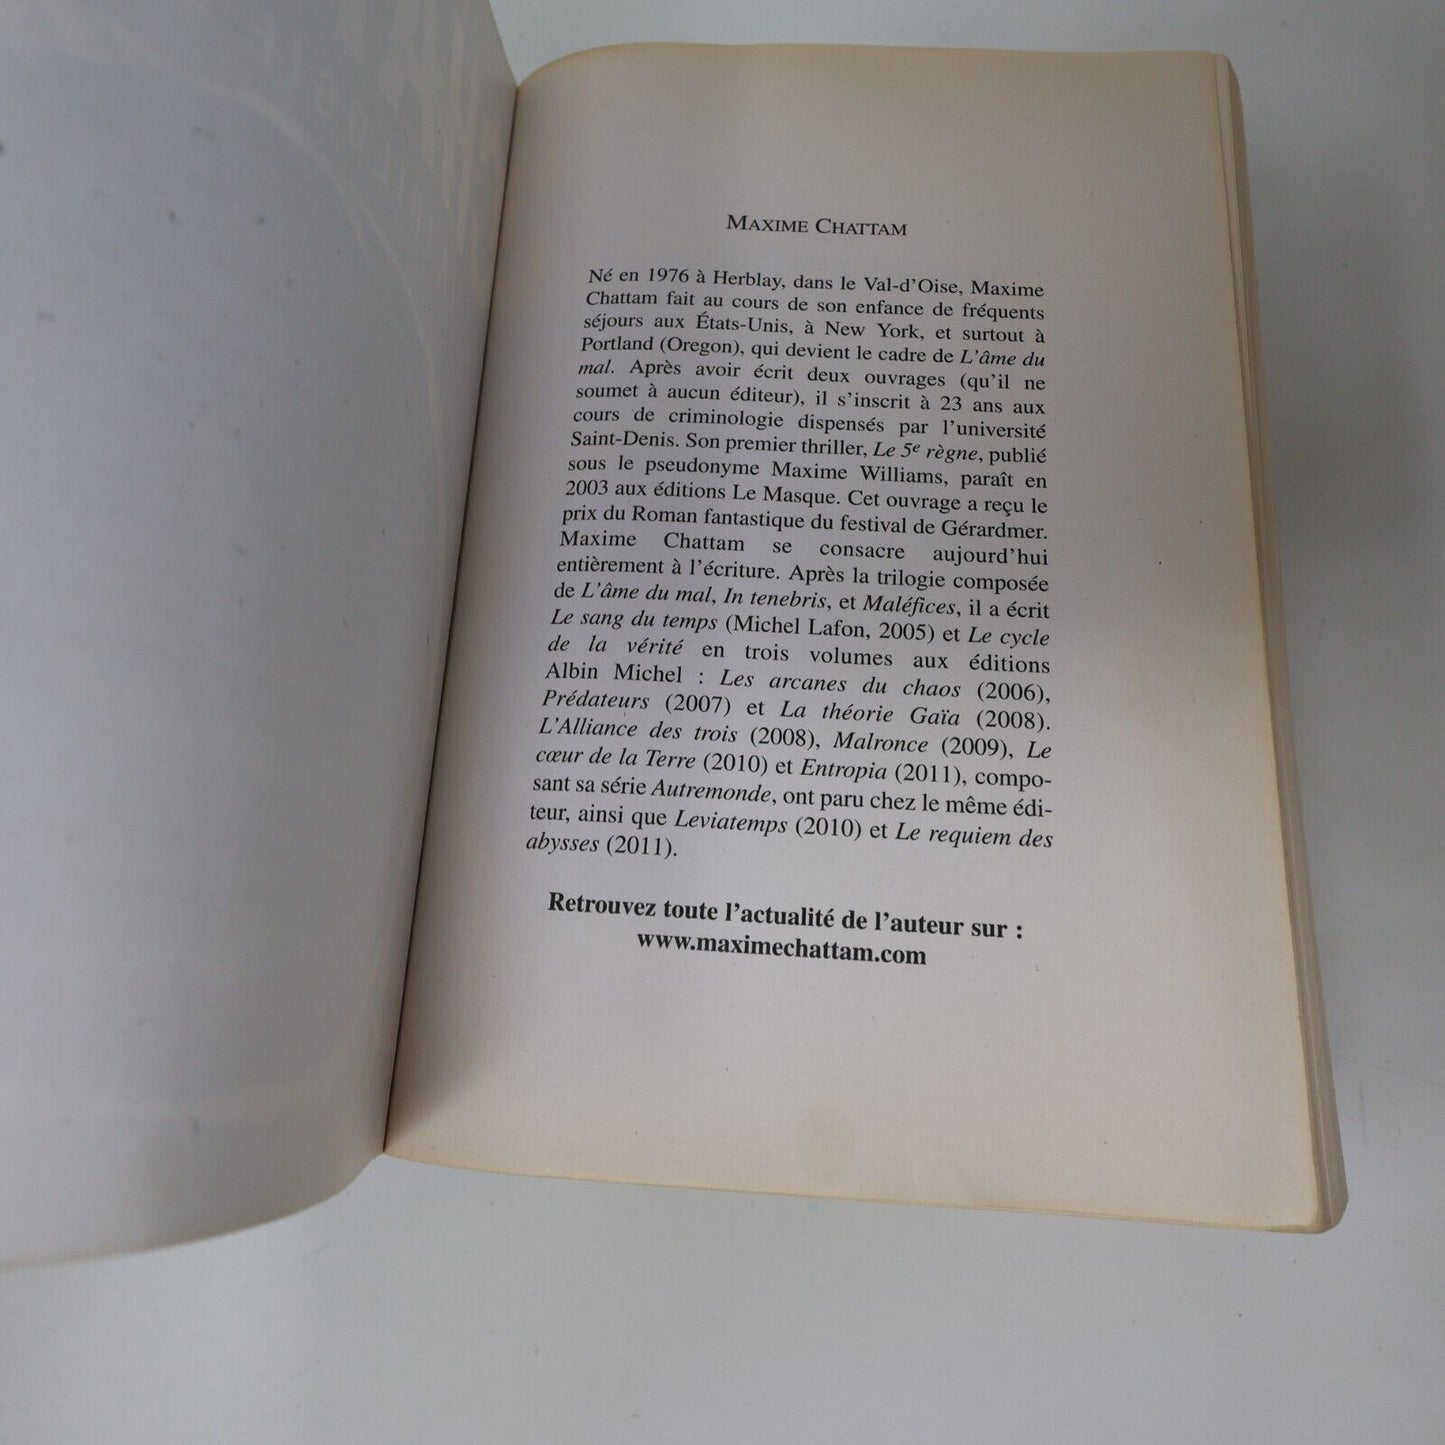 MAXIME CHATTAM
Né en 1976 à Herblay, dans le Val-d'Oise, Maxime
Chattam fait au cours de son enfance de fréquents
séjours aux États-Unis, à New York, et surtout à
Portland (Oregon), qui devient le cadre de L'âme du
mal. Après avoir écrit deux ouvrages (qu'il ne
soumet à aucun éditeur), il s'inscrit à 23 ans aux
cours de criminologie dispensés par l'université
Saint-Denis. Son premier thriller, Le 5e règne, publié
sous le pseudonyme Maxime Williams, paraît en
2003 aux éditions Le Masque. Cet ouvrage a reçu le
prix du Roman fantastique du festival de Gérardmer.
Maxime Chattam se consacre aujourd'hui
entièrement à l'écriture. Après la trilogie composée
de L'âme du mal, In tenebris, et Maléfices, il a écrit
Le sang du temps (Michel Lafon, 2005) et Le cycle
de la vérité en trois volumes aux éditions
Albin Michel : Les arcanes du chaos (2006),
Prédateurs (2007) et La théorie Gaïa (2008).
L'Alliance des trois (2008), Malronce (2009), Le
cœur de la Terre (2010) et Entropia (2011), compo-
sant sa série Autremonde, ont paru chez le même édi-
teur, ainsi que Leviatemps (2010) et Le requiem des
abysses (2011).
Retrouvez toute l'actualité de l'auteur sur :
www.maximechattam.com